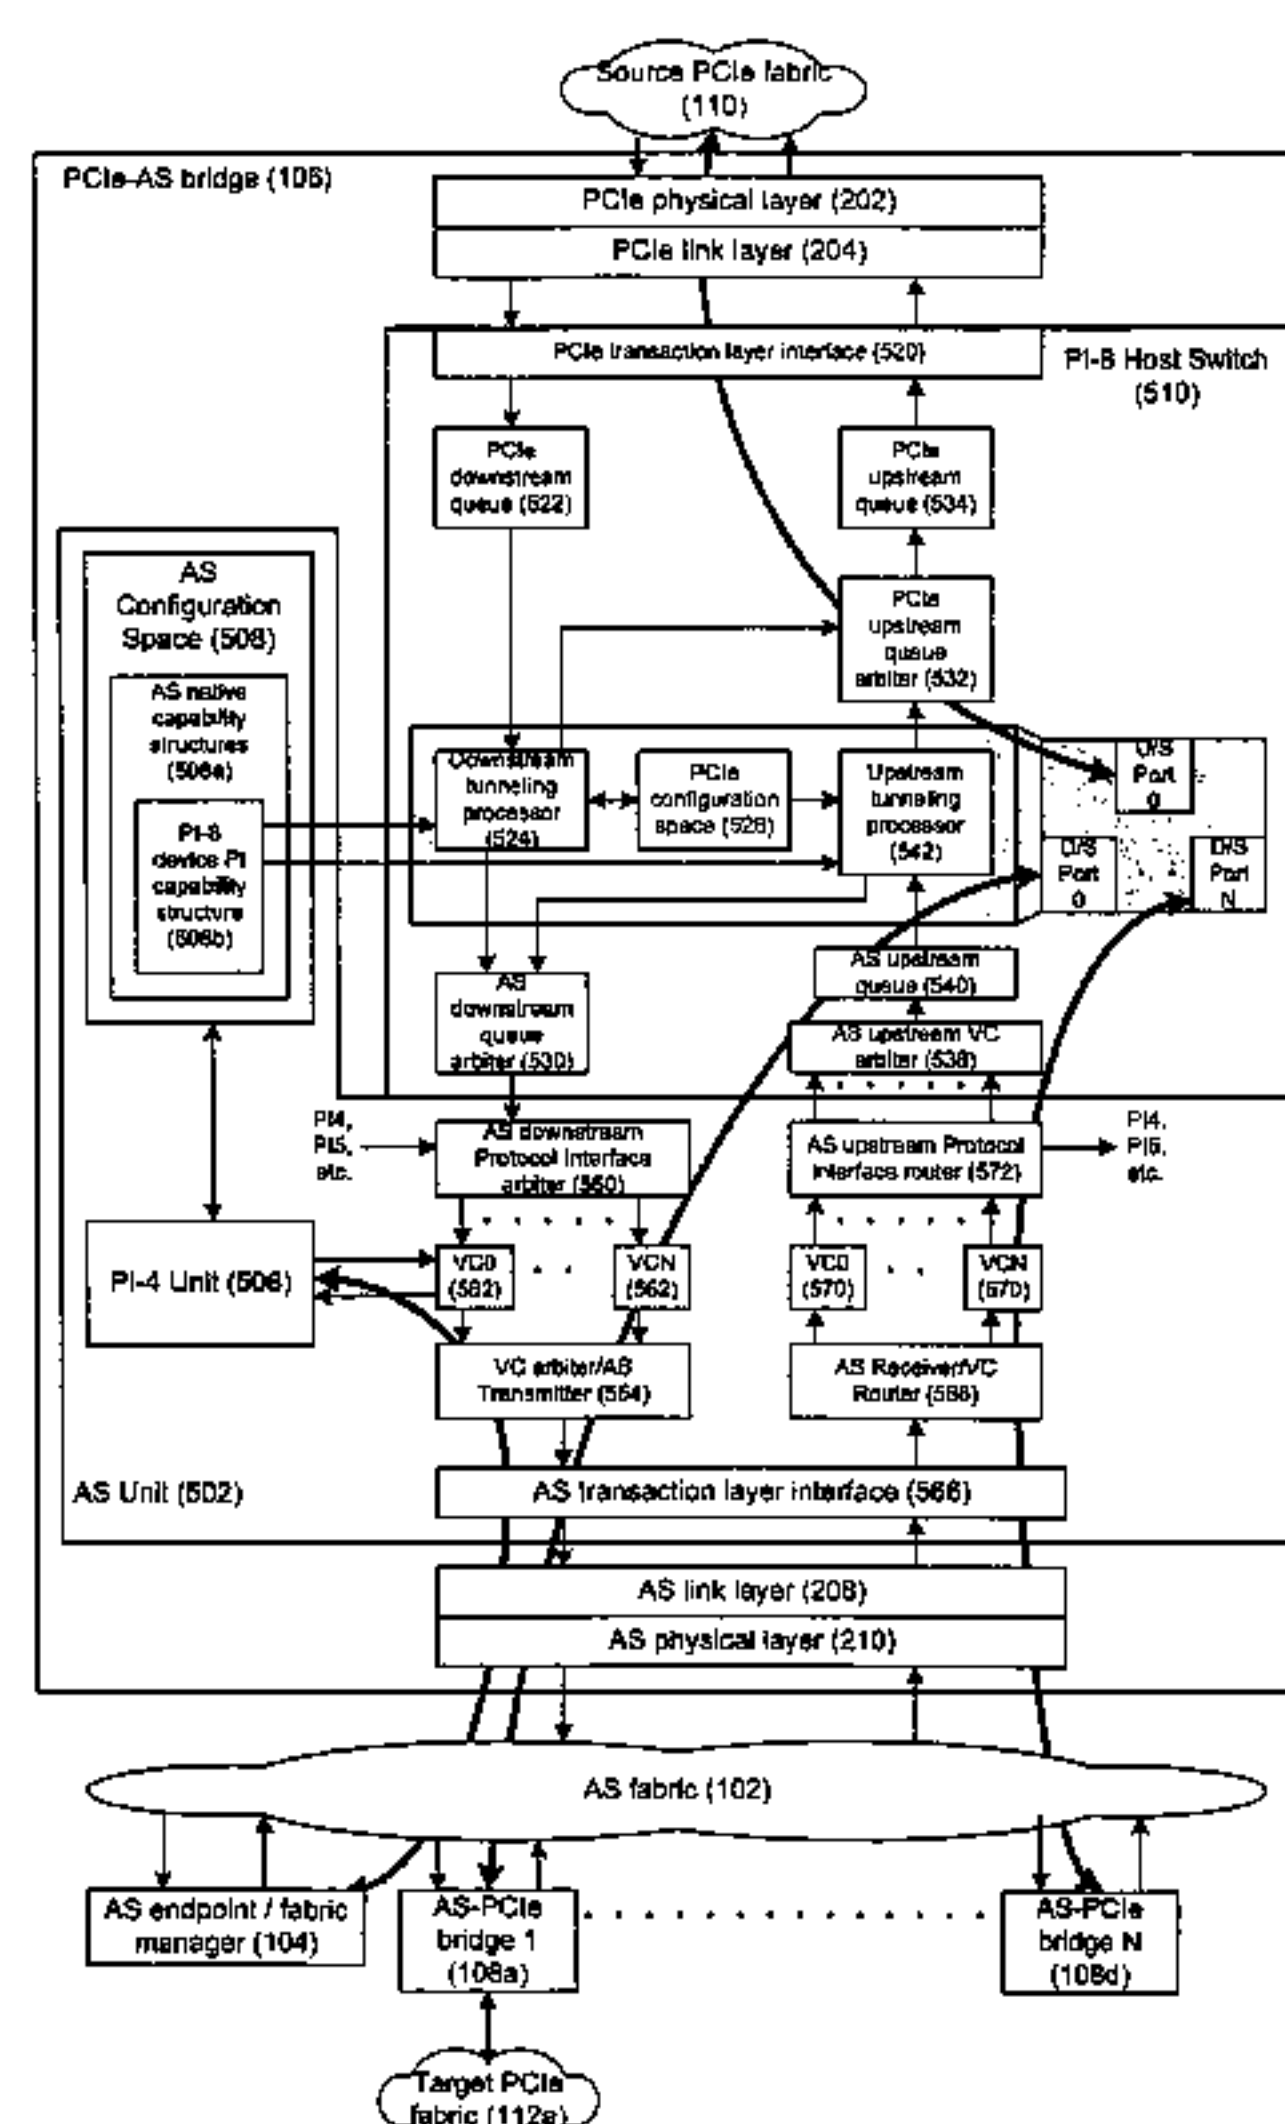 Source PCIe fabric
(110)
PCIe-AS bridge (106)
PCIe physical layer (202)
PCIe link layer (204)
PCIe transaction layer interface (520)
PI-8 Host Switch
(510)
PCIe
downstream
queue (522)
PCIe
upstream
queue (534)
AS
Configuration
Space (508)
PCIe
upstream
queue
arbiter (532)
AS native
capability
structures
(508a)
PI-8
device PI
capability
structure
(508b)
Downstream
tunneling
processor
(524)
PCIe
configuration
space (526)
Upstream
tunneling
processor
(542)
Port
Port
Port
N
AS upstream
queue (540)
AS
downstream
queue
arbiter (530)
AS upstream VC
arbiter (538)
PI4,
PI5,
etc.
AS downstream
Protocol Interface
arbiter (560)
AS upstream Protocol
Interface router (572)
PI4,
PI5,
etc.
PI-4 Unit (506)
VC0
(562)
VCN
(562)
VC0
(570)
VCN
(570)
VC arbiter/AS
Transmitter (564)
AS Receiver/VC
Router (568)
AS Unit (502)
AS transaction layer interface (566)
AS link layer (208)
AS physical layer (210)
AS fabric (102)
AS endpoint / fabric
manager (104)
AS-PCIe
bridge 1
(108a)
AS-PCIe
bridge N
(108d)
Target PCIe
fabric (112a)